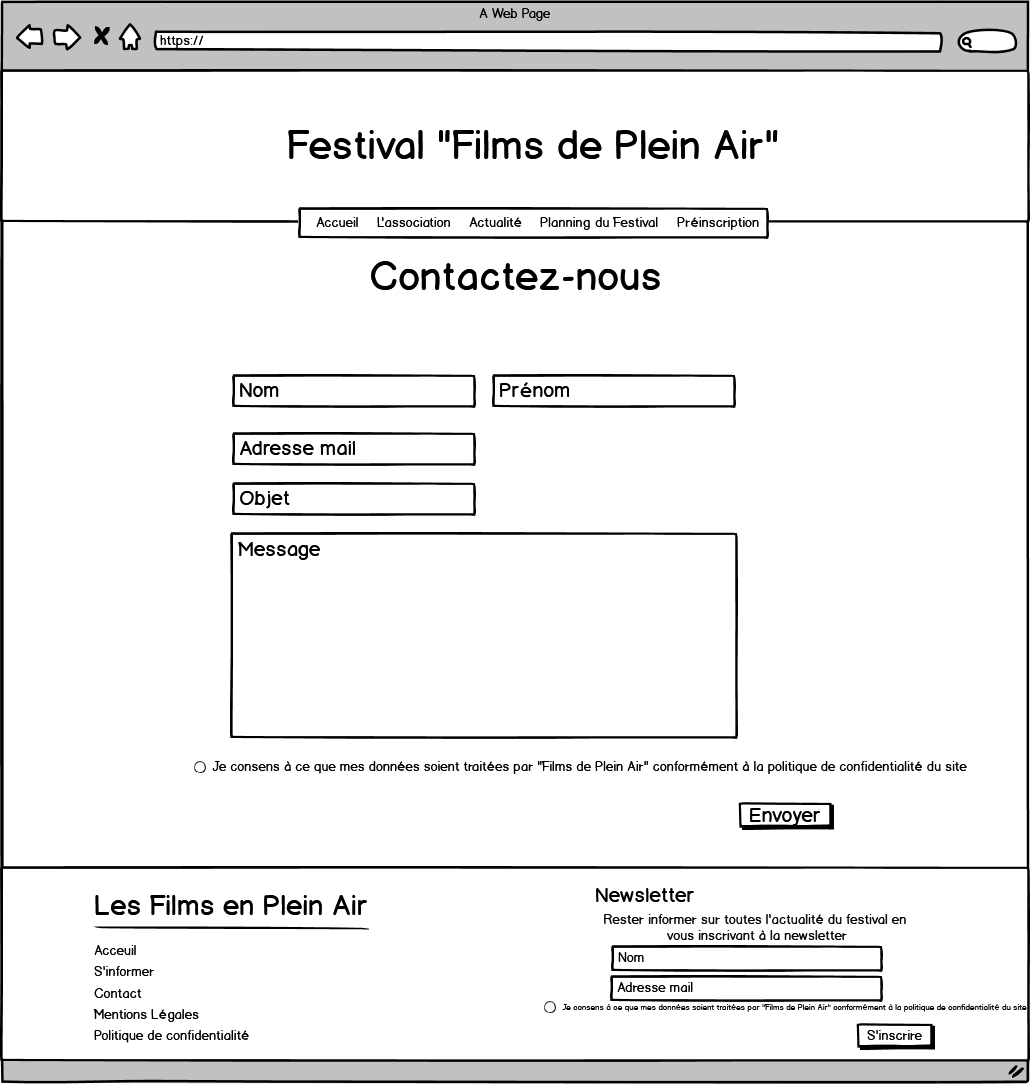 A Web Page
https://
Festival "Films de Plein Air"
Accueil L'association Actualité Planning du Festival Préinscription
Contactez-nous
Nom Prénom
Adresse mail
Objet
Message
Je consens à ce que mes données soient traitées par "Films de Plein Air" conformément à la politique de confidentialité du site
Envoyer
Les Films en Plein Air
Acceuil
S'informer
Contact
Mentions Légales
Politique de confidentialité
Newsletter
Rester informer sur toutes l'actualité du festival en
vous inscrivant à la newsletter
Nom
Adresse mail
Je consens à ce que mes données soient traitées par "Films de Plein Air" conformément à la politique de confidentialité du site
S'inscrire